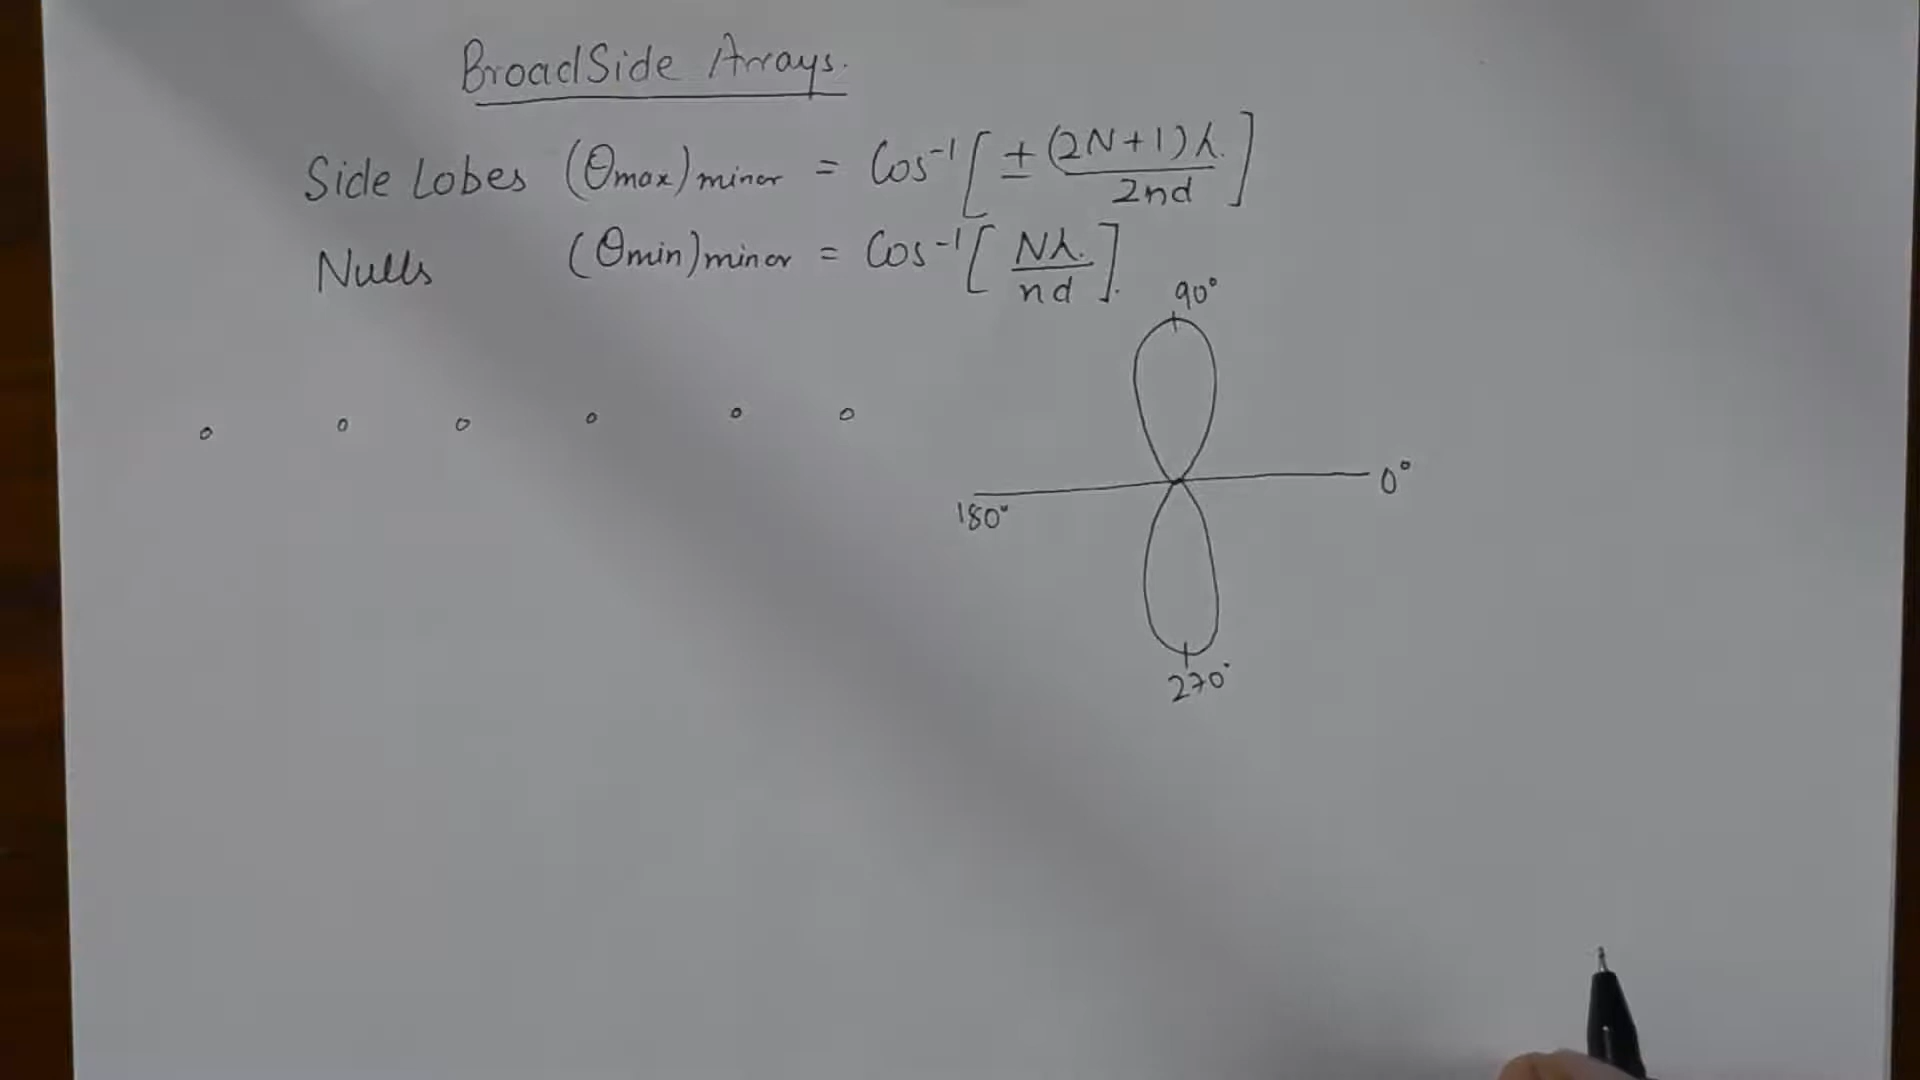 BroadSide Arrays.
Side Lobes (θmax)minor = Cos⁻¹[±(2N+1)λ./2nd]
Nulls (θmin)minor = Cos⁻¹[Nλ./nd].
90°
0°
180°
270°